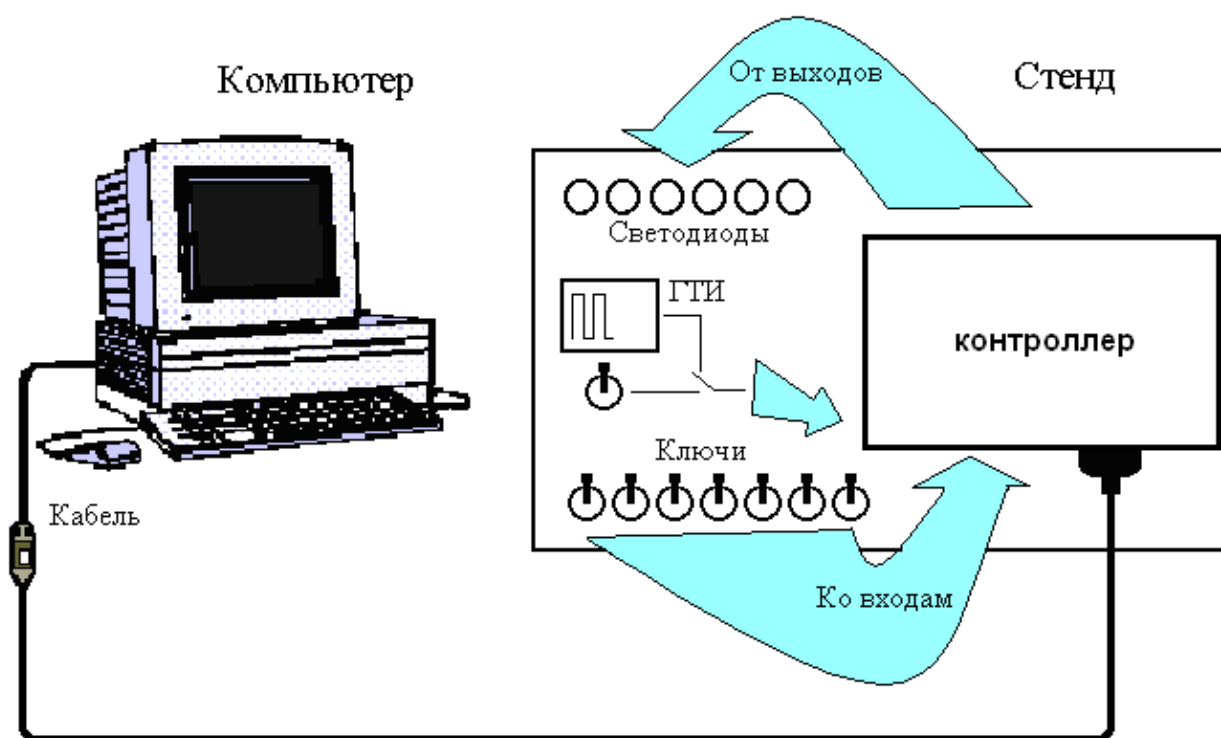 Компьютер
От выходов
Стенд
Светодиоды
ГТИ
контроллер
Ключи
Кабель
Ко входам